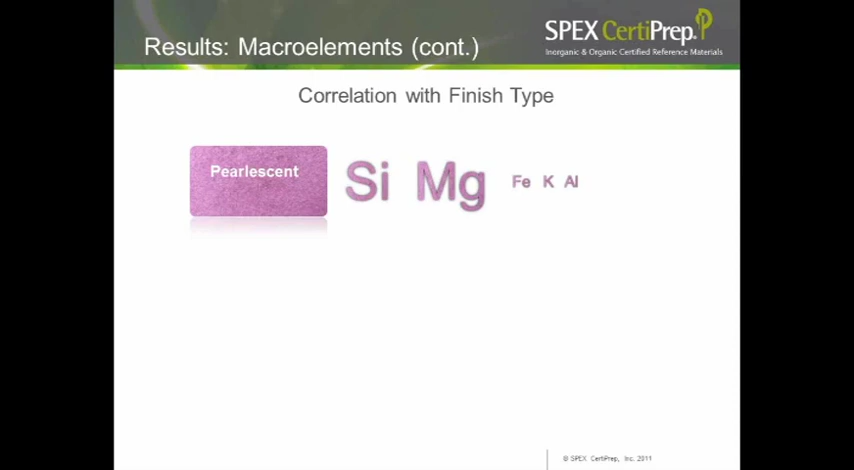 Results: Macroelements (cont.)
SPEX CertiPrep.
Inorganic & Organic Certified Reference Materials
Correlation with Finish Type
Pearlescent Si Mg Fe K Al
© SPEX CertiPrep, Inc. 2011